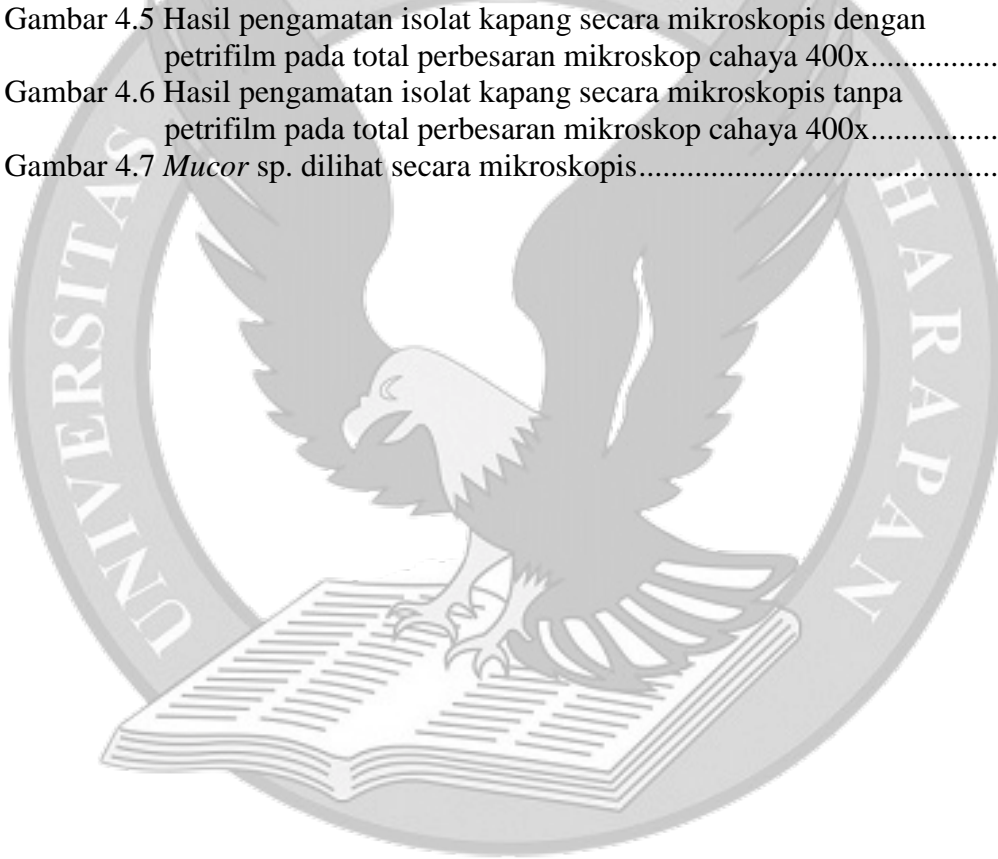 Gambar 4.5 Hasil pengamatan isolat kapang secara mikroskopis dengan
petrifilm pada total perbesaran mikroskop cahaya 400x...............
Gambar 4.6 Hasil pengamatan isolat kapang secara mikroskopis tanpa
petrifilm pada total perbesaran mikroskop cahaya 400x...............
Gambar 4.7 Mucor sp. dilihat secara mikroskopis..........................................
UNIVERSITAS
HARAPAN